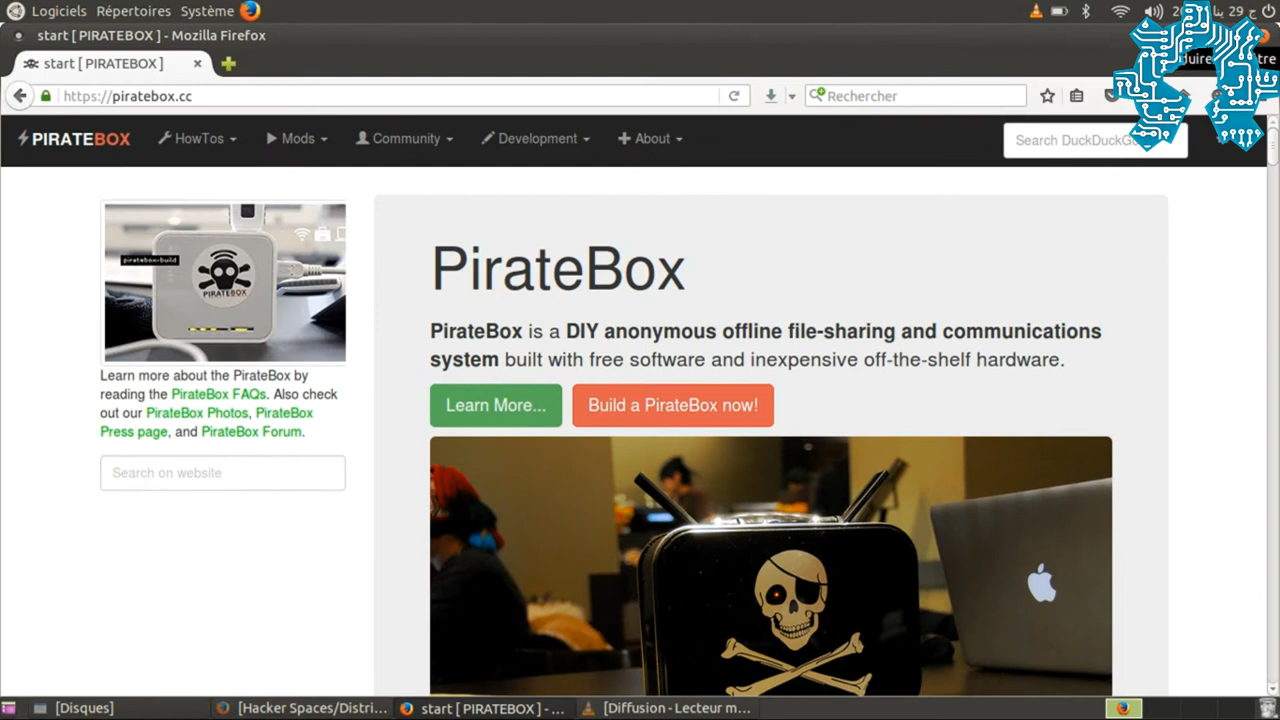 Logiciels Répertoires Système
ج 29 ينا
start [ PIRATEBOX ] - Mozilla Firefox
start [ PIRATEBOX ]
https://piratebox.cc
Rechercher
PIRATEBOX HowTos Mods Community Development About
Search DuckDuckG
piratebox-build
PIRATEBOX
PirateBox
PirateBox is a DIY anonymous offline file-sharing and communications
system built with free software and inexpensive off-the-shelf hardware.
Learn More... Build a PirateBox now!
Learn more about the PirateBox by
reading the PirateBox FAQs. Also check
out our PirateBox Photos, PirateBox
Press page, and PirateBox Forum.
Search on website
[Disques] [Hacker Spaces/Distri... start [ PIRATEBOX ] - ... [Diffusion - Lecteur m...